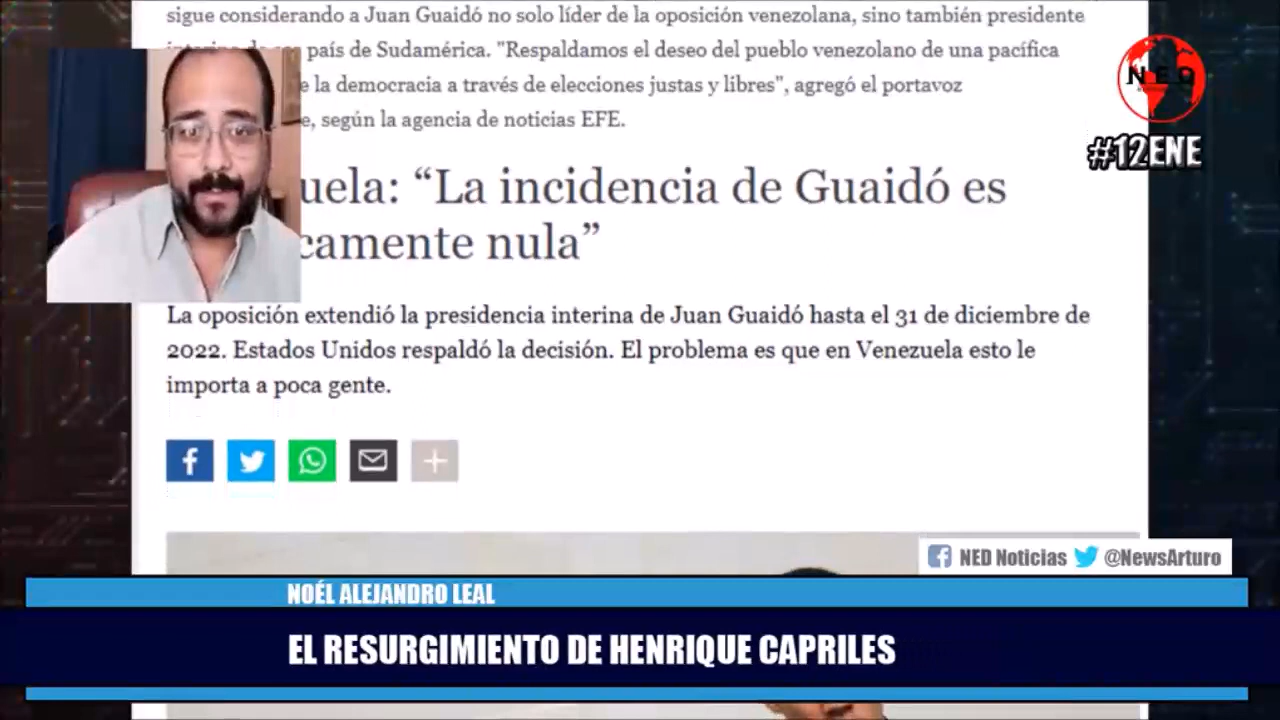 sigue considerando a Juan Guaidó no solo líder de la oposición venezolana, sino también presidente
país de Sudamérica. "Respaldamos el deseo del pueblo venezolano de una pacífica
e la democracia a través de elecciones justas y libres", agregó el portavoz
e, según la agencia de noticias EFE.
NED
#12ENE
uela: “La incidencia de Guaidó es
camente nula”
La oposición extendió la presidencia interina de Juan Guaidó hasta el 31 de diciembre de
2022. Estados Unidos respaldó la decisión. El problema es que en Venezuela esto le
importa a poca gente.
NED Noticias @NewsArturo
NOÉL ALEJANDRO LEAL
EL RESURGIMIENTO DE HENRIQUE CAPRILES